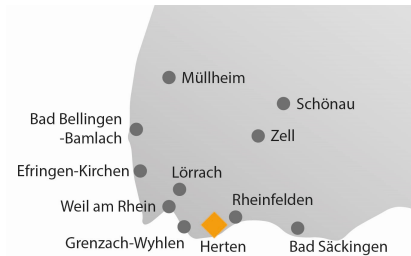 Müllheim
Schönau
Bad Bellingen
-Bamlach
Zell
Efringen-Kirchen
Lörrach
Weil am Rhein
Rheinfelden
Grenzach-Wyhlen
Herten
Bad Säckingen